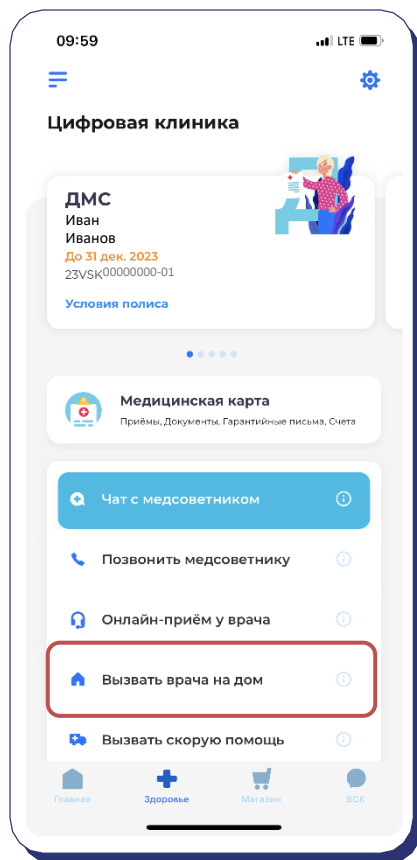 09:59
LTE
Цифровая клиника
ДМС
Иван
Иванов
До 31 дек. 2023
23VSK00000000-01
Условия полиса
Медицинская карта
Приёмы, Документы, Гарантийные письма, Счета
Чат с медсоветником
Позвонить медсоветнику
Онлайн-приём у врача
Вызвать врача на дом
Вызвать скорую помощь
Главная
Здоровье
Магазин
ВСК